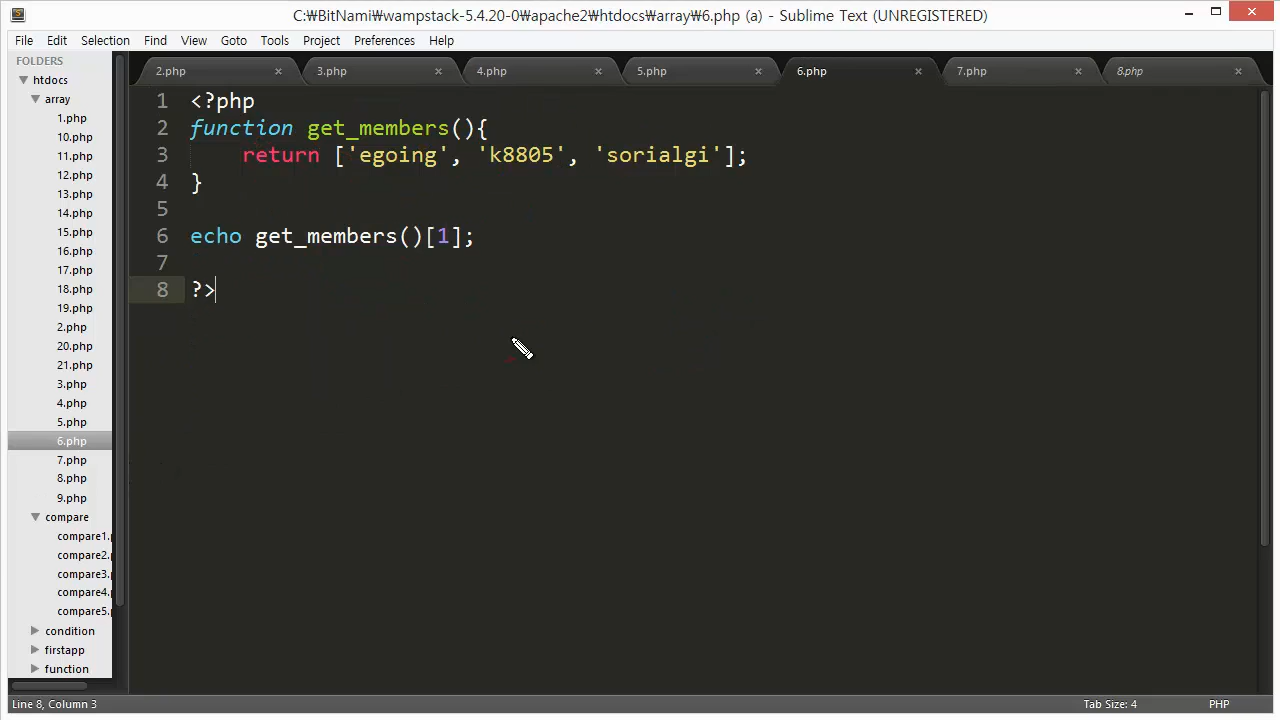 C:₩BitNami₩wampstack-5.4.20-0₩apache2₩htdocs₩array₩6.php (a) - Sublime Text (UNREGISTERED)
File Edit Selection Find View Goto Tools Project Preferences Help
FOLDERS
htdocs
array
1.php
10.php
11.php
12.php
13.php
14.php
15.php
16.php
17.php
18.php
19.php
2.php
20.php
21.php
3.php
4.php
5.php
6.php
7.php
8.php
9.php
compare
compare1.p
compare2.p
compare3.p
compare4.p
compare5.p
condition
firstapp
function
2.php 3.php 4.php 5.php 6.php 7.php 8.php
1 <?php
2 function get_members(){
3     return ['egoing', 'k8805', 'sorialgi'];
4 }
5
6 echo get_members()[1];
7
8 ?>
Line 8, Column 3
Tab Size: 4
PHP